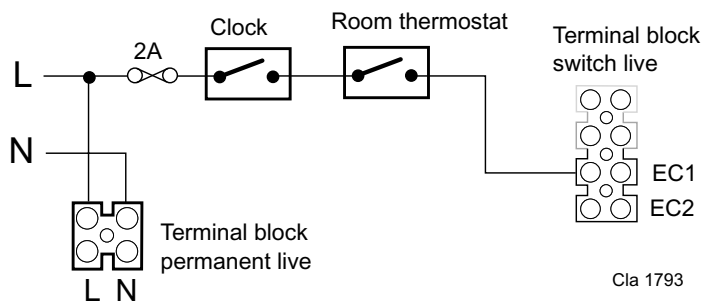 Clock
Room thermostat
2A
Terminal block
switch live
L
N
EC1
EC2
Terminal block
permanent live
L N
Cla 1793